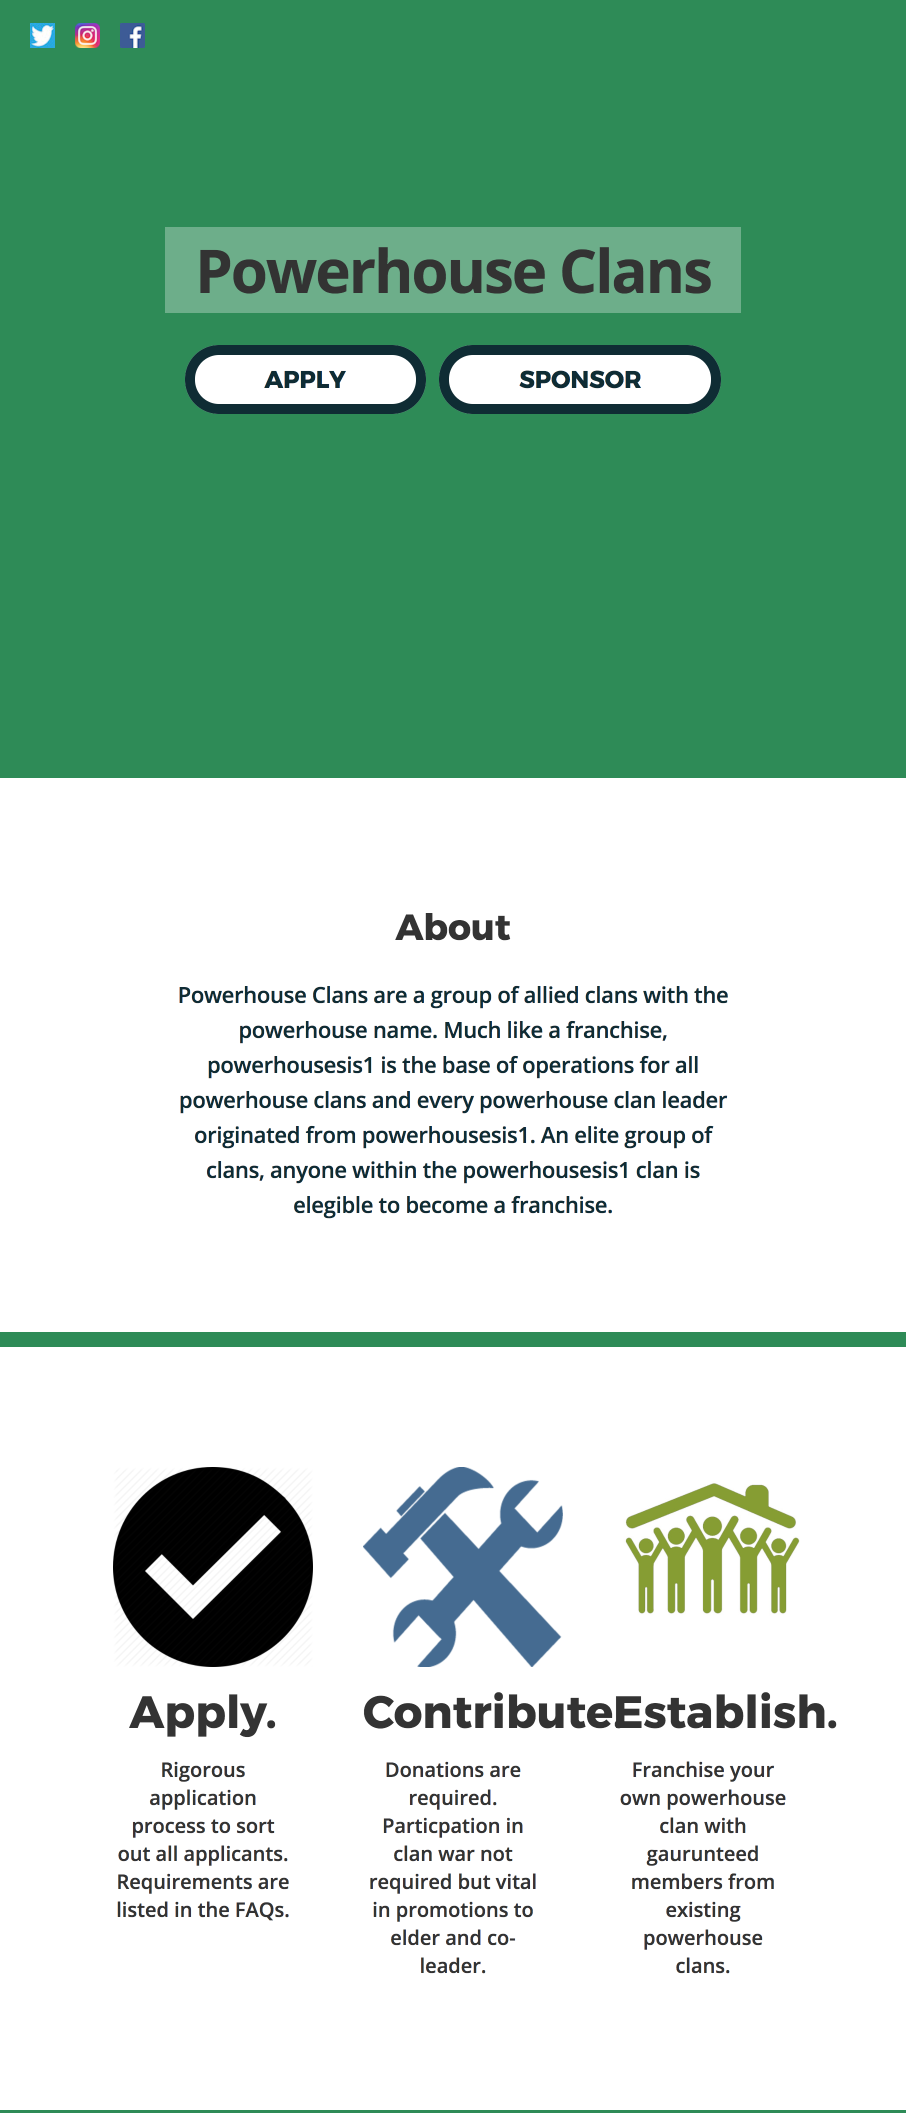 Powerhouse Clans
APPLY
SPONSOR
About
Powerhouse Clans are a group of allied clans with the
powerhouse name. Much like a franchise,
powerhousesis1 is the base of operations for all
powerhouse clans and every powerhouse clan leader
originated from powerhousesis1. An elite group of
clans, anyone within the powerhousesis1 clan is
elegible to become a franchise.
Apply.
Rigorous
application
process to sort
out all applicants.
Requirements are
listed in the FAQs.
Contribute.
Donations are
required.
Particpation in
clan war not
required but vital
in promotions to
elder and co-
leader.
Establish.
Franchise your
own powerhouse
clan with
gaurunteed
members from
existing
powerhouse
clans.